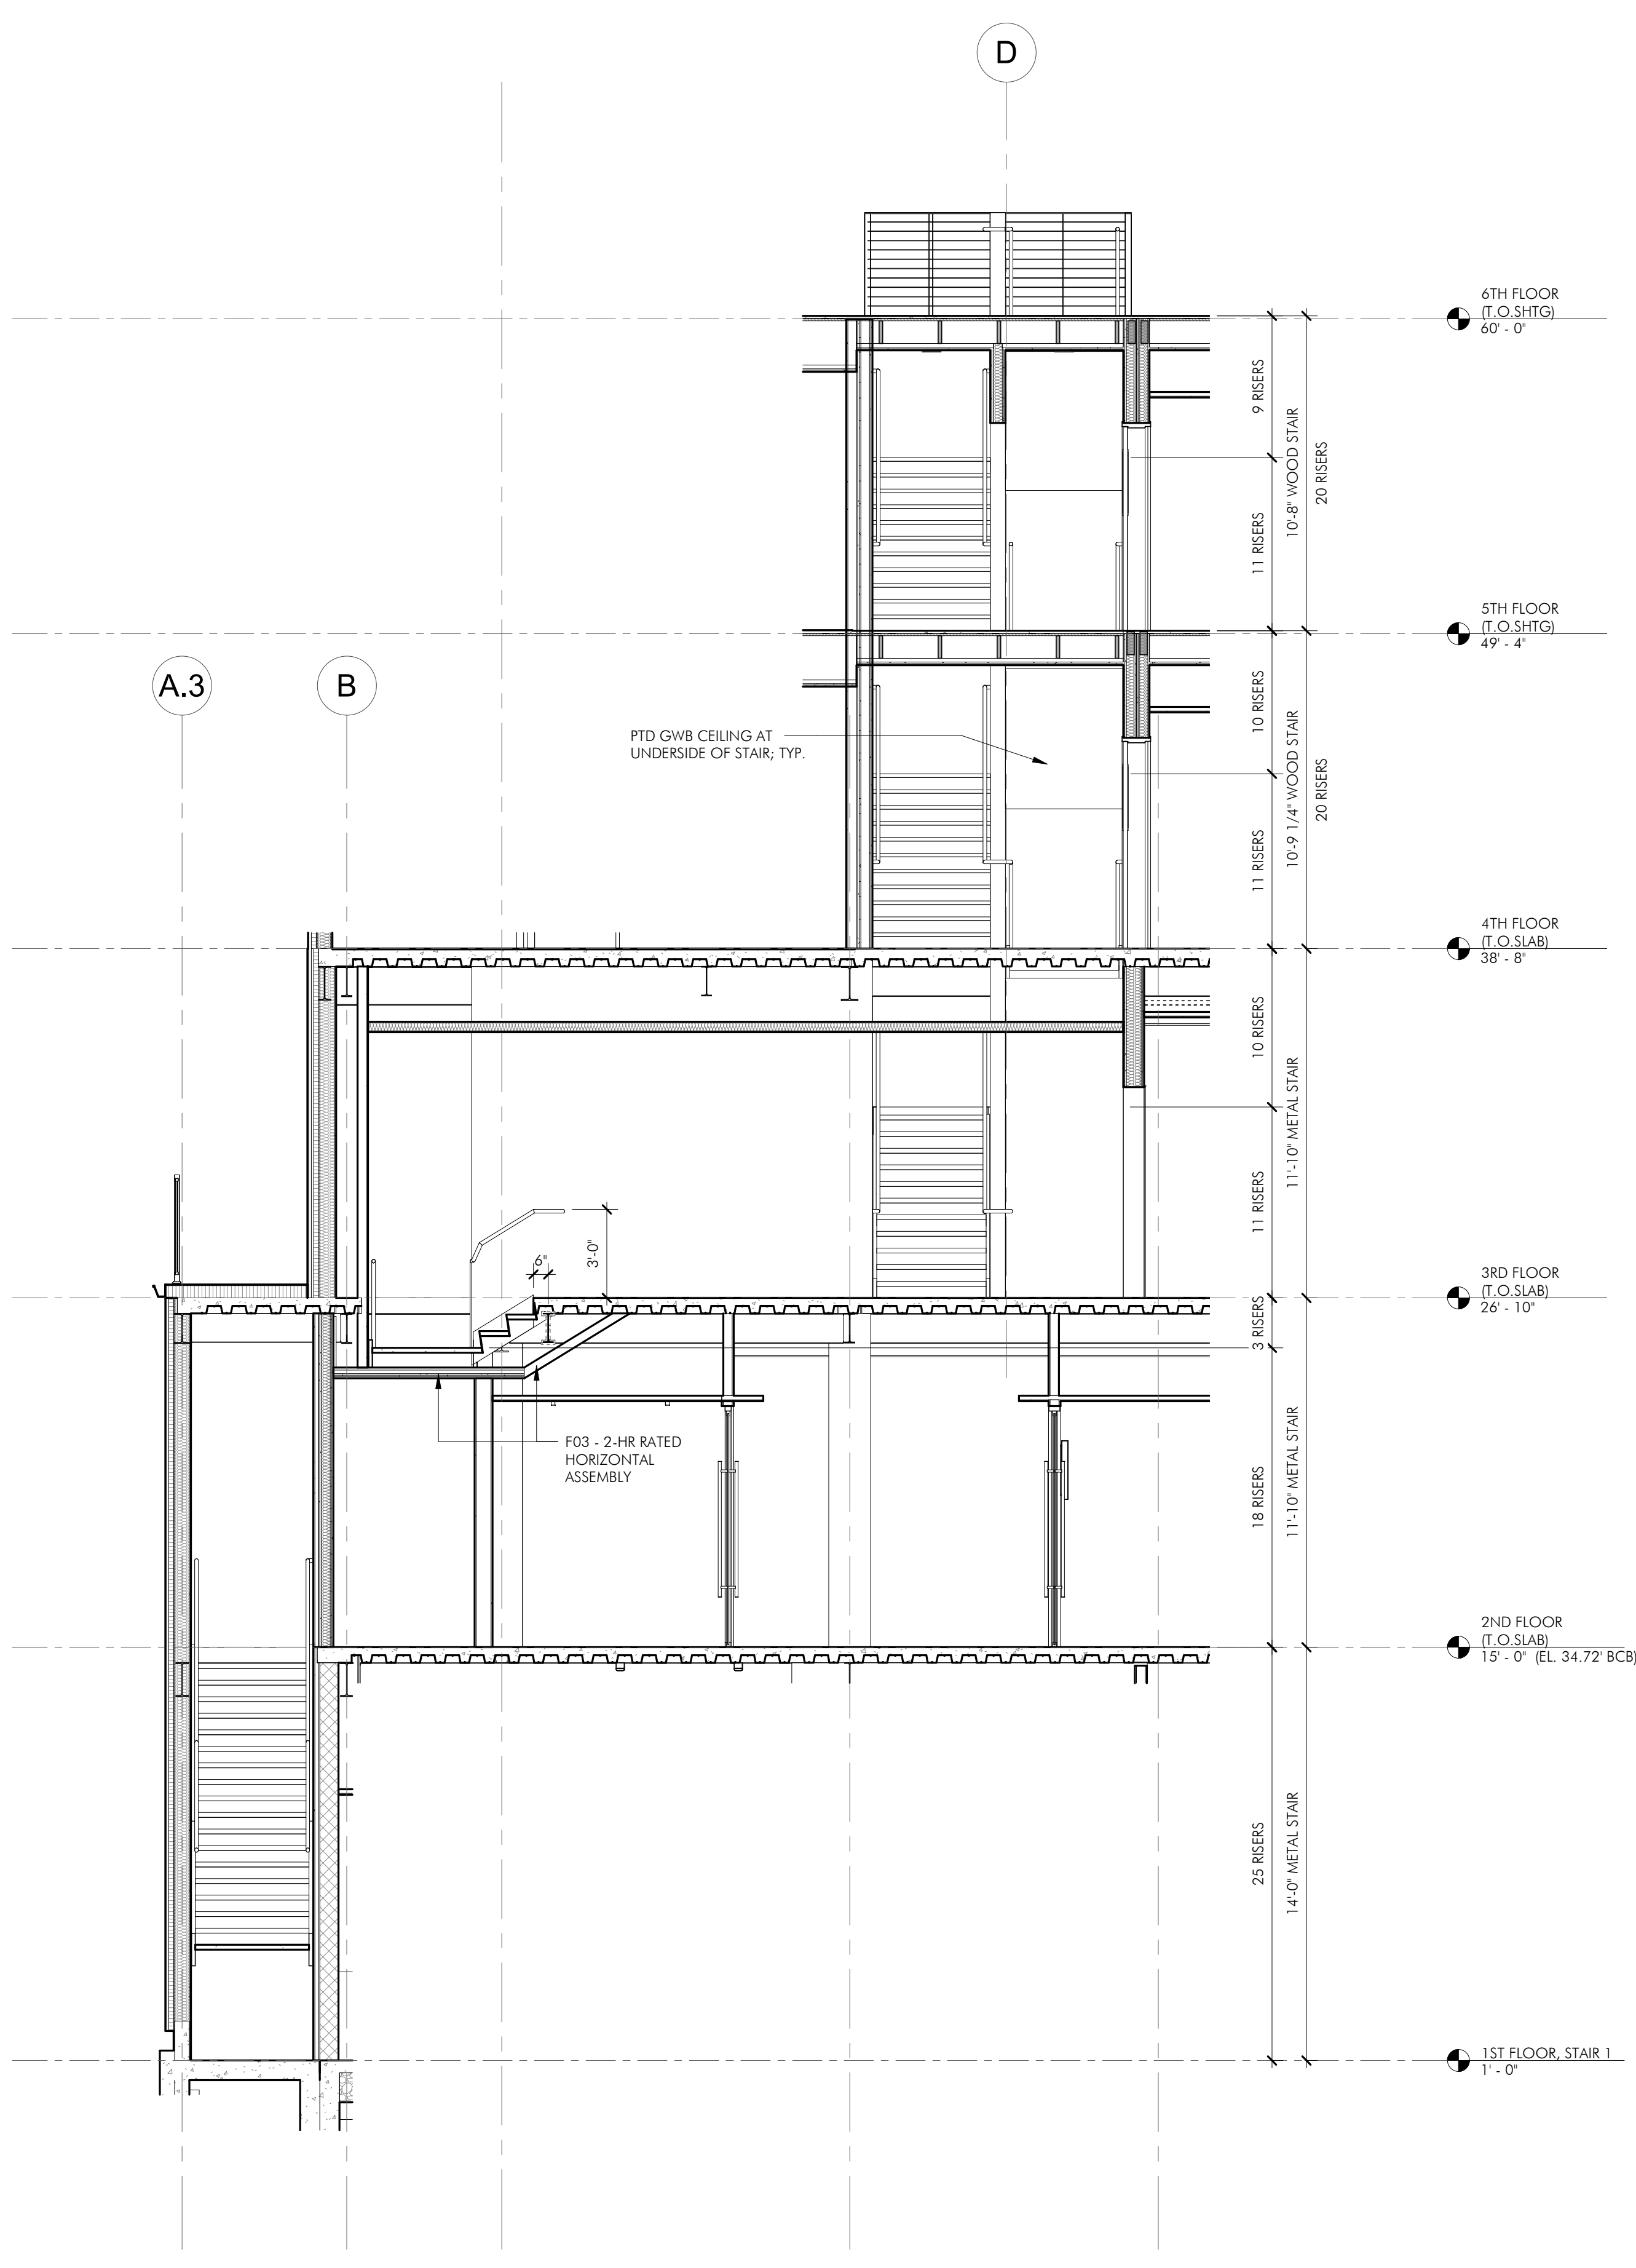 D
6TH FLOOR
(T.O.SHTG)
60' - 0"
9 RISERS
10'-8" WOOD STAIR
20 RISERS
11 RISERS
5TH FLOOR
(T.O.SHTG)
49' - 4"
A.3
B
10 RISERS
PTD GWB CEILING AT
UNDERSIDE OF STAIR; TYP.
10'-9 1/4" WOOD STAIR
20 RISERS
11 RISERS
4TH FLOOR
(T.O.SLAB)
38' - 8"
10 RISERS
11'-10" METAL STAIR
11 RISERS
6"
3'-0"
3RD FLOOR
(T.O.SLAB)
26' - 10"
3 RISERS
F03 - 2-HR RATED
HORIZONTAL
ASSEMBLY
11'-10" METAL STAIR
18 RISERS
2ND FLOOR
(T.O.SLAB)
15' - 0" (EL. 34.72' BCB)
25 RISERS
14'-0" METAL STAIR
1ST FLOOR, STAIR 1
1' - 0"